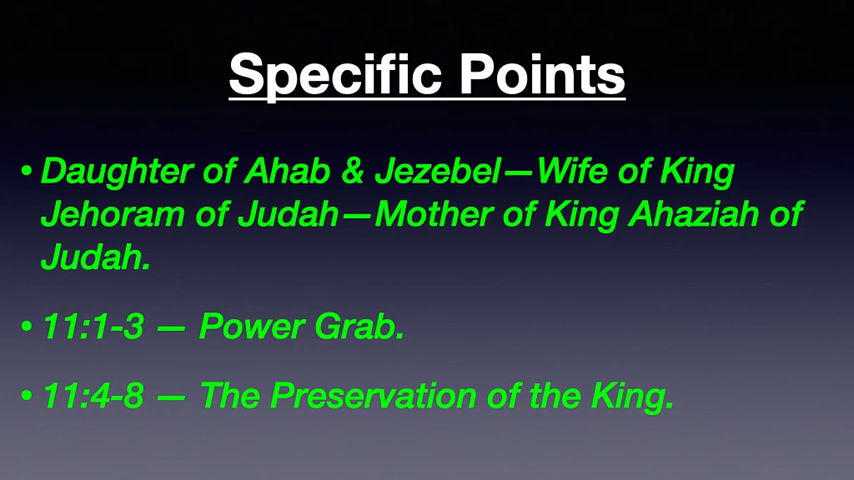 Specific Points
• Daughter of Ahab & Jezebel—Wife of King
Jehoram of Judah—Mother of King Ahaziah of
Judah.
• 11:1-3 — Power Grab.
• 11:4-8 — The Preservation of the King.